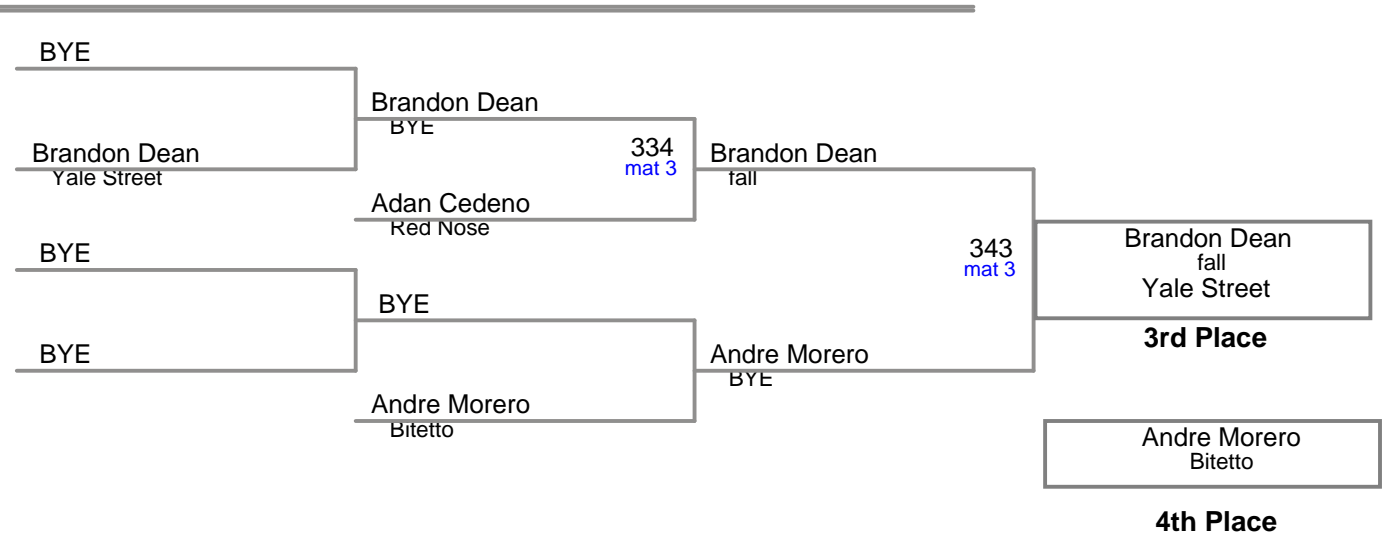 BYE
Brandon Dean
BYE
Brandon Dean
Yale Street
334
mat 3
Brandon Dean
fall
Adan Cedeno
Red Nose
BYE
343
mat 3
Brandon Dean
fall
Yale Street
3rd Place
BYE
BYE
Andre Morero
BYE
Andre Morero
Bitetto
Andre Morero
Bitetto
4th Place